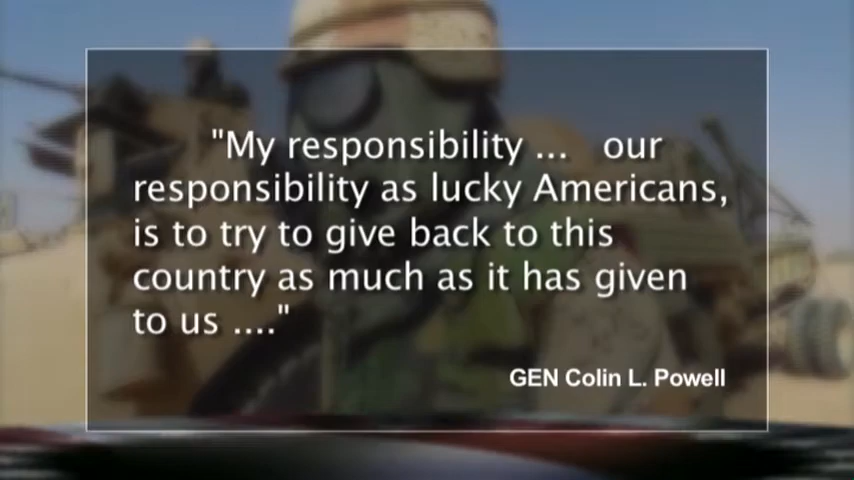 "My responsibility ... our
responsibility as lucky Americans,
is to try to give back to this
country as much as it has given
to us ...."
GEN Colin L. Powell